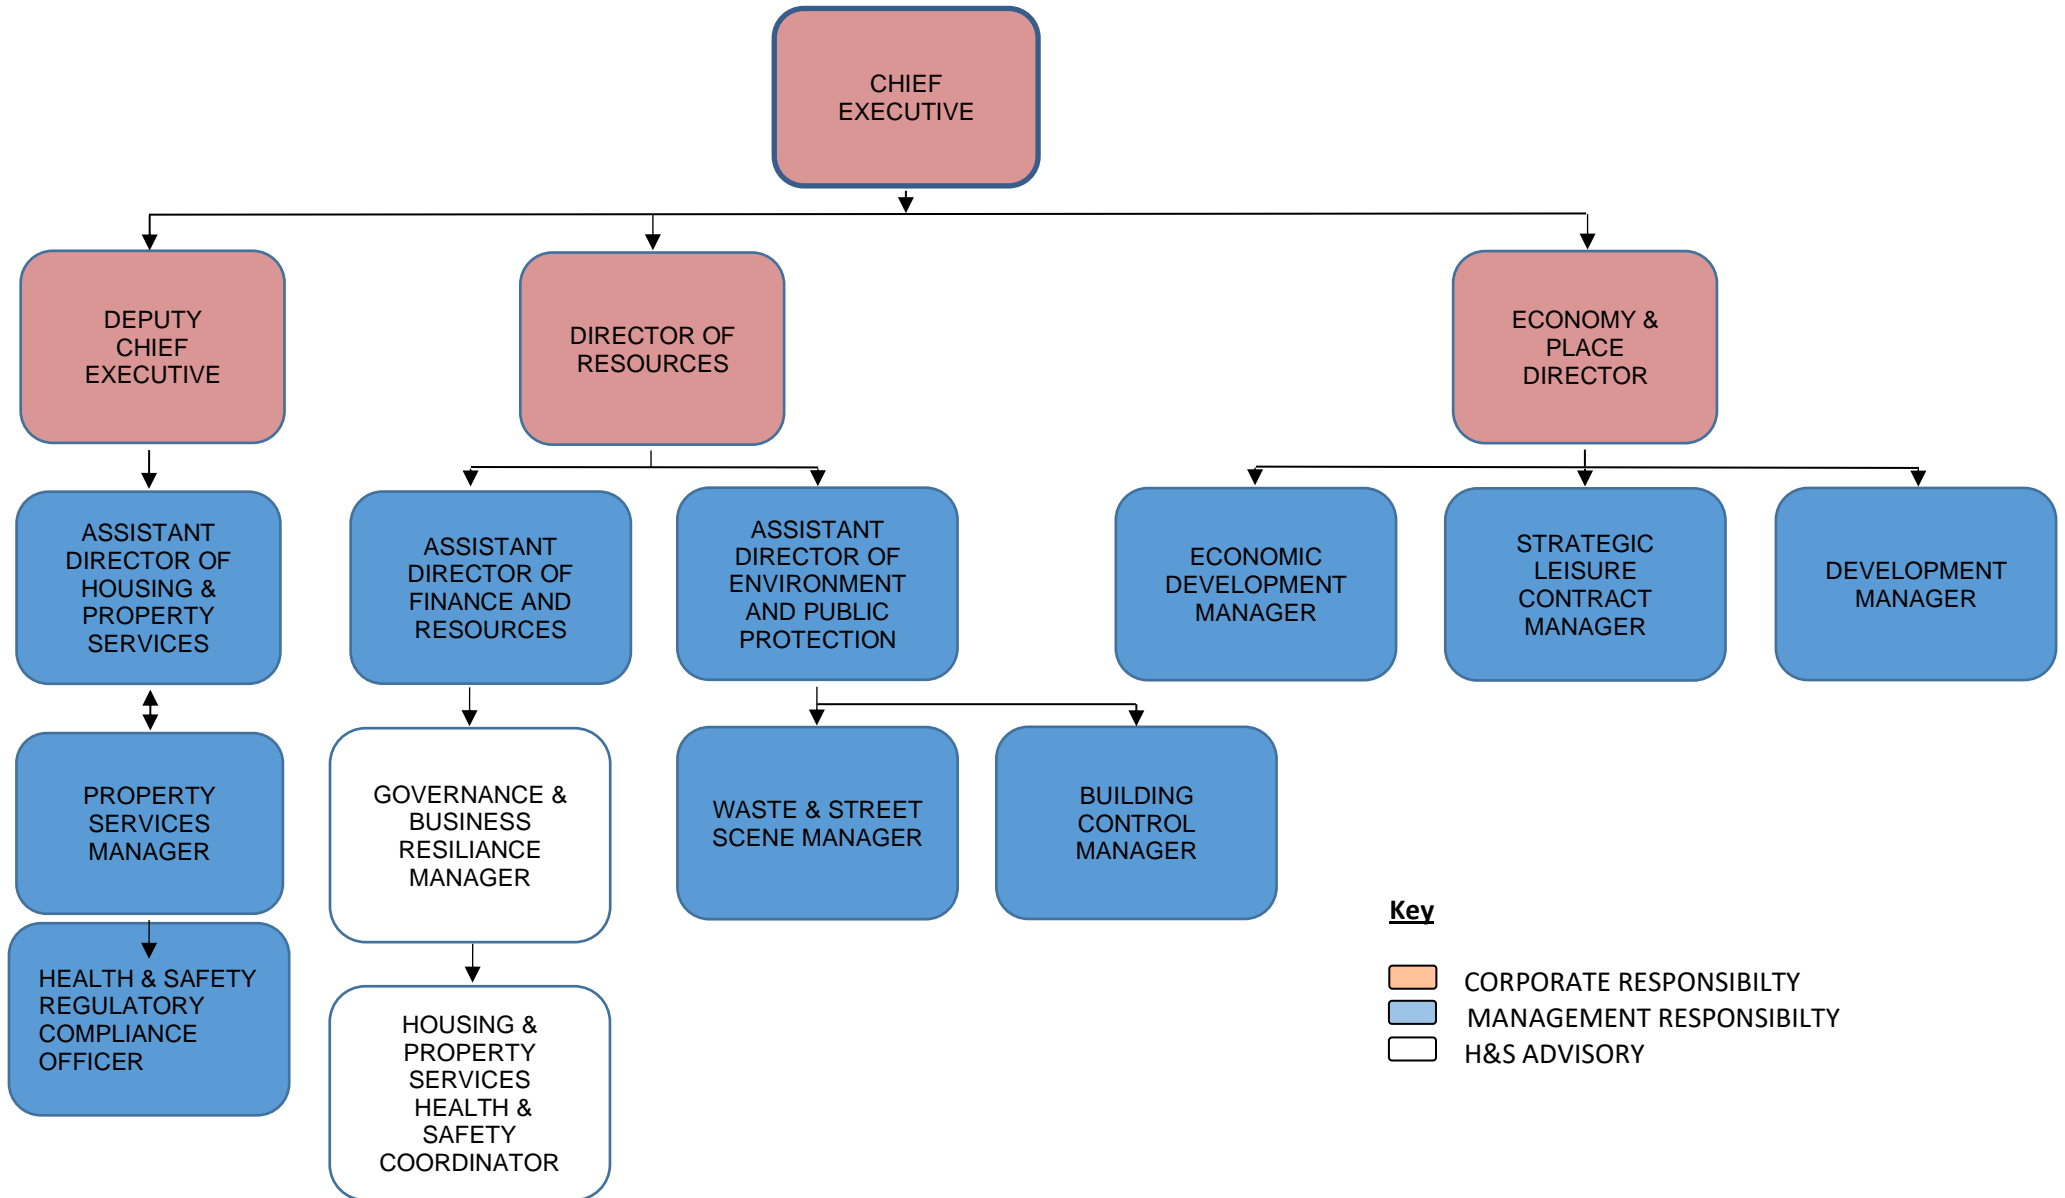 CHIEF
EXECUTIVE
DEPUTY
CHIEF
EXECUTIVE
DIRECTOR OF
RESOURCES
ECONOMY &
PLACE
DIRECTOR
ASSISTANT
DIRECTOR OF
HOUSING &
PROPERTY
SERVICES
ASSISTANT
DIRECTOR OF
FINANCE AND
RESOURCES
ASSISTANT
DIRECTOR OF
ENVIRONMENT
AND PUBLIC
PROTECTION
ECONOMIC
DEVELOPMENT
MANAGER
STRATEGIC
LEISURE
CONTRACT
MANAGER
DEVELOPMENT
MANAGER
PROPERTY
SERVICES
MANAGER
GOVERNANCE &
BUSINESS
RESILIANCE
MANAGER
WASTE & STREET
SCENE MANAGER
BUILDING
CONTROL
MANAGER
HEALTH & SAFETY
REGULATORY
COMPLIANCE
OFFICER
HOUSING &
PROPERTY
SERVICES
HEALTH &
SAFETY
COORDINATOR
Key
CORPORATE RESPONSIBILTY
MANAGEMENT RESPONSIBILTY
H&S ADVISORY